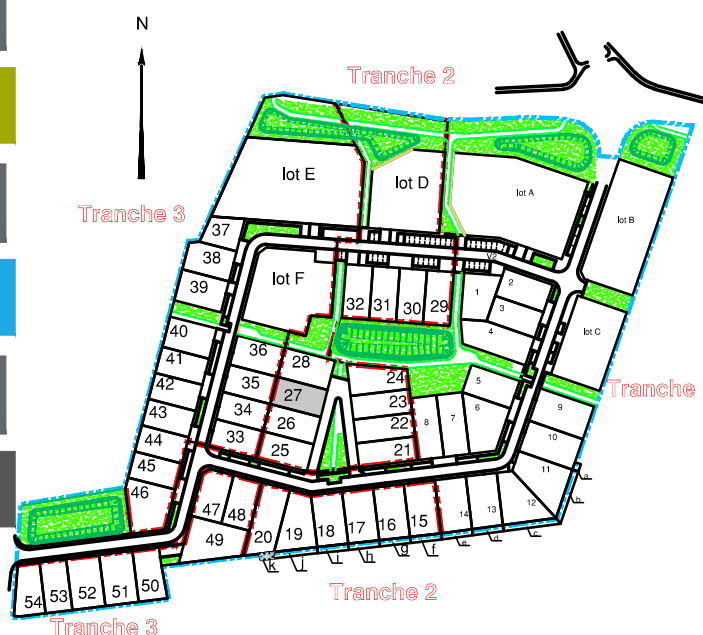 N
Tranche 2
lot E
lot D
lot A
lot B
Tranche 3
37
38
39
V2
lot F
32 31 30 29
1
2
3
4
lot C
40
41
42
43
44
45
46
36
35
34
33
28
27
26
25
24
23
22
21
8
7
5
6
Tranche
9
10
11
12
13
14
15
16
17
18
19
20
47 48
49
a
b
c
d
e
f
g
h
i
j
k
54 53 52 51 50
Tranche 2
Tranche 3